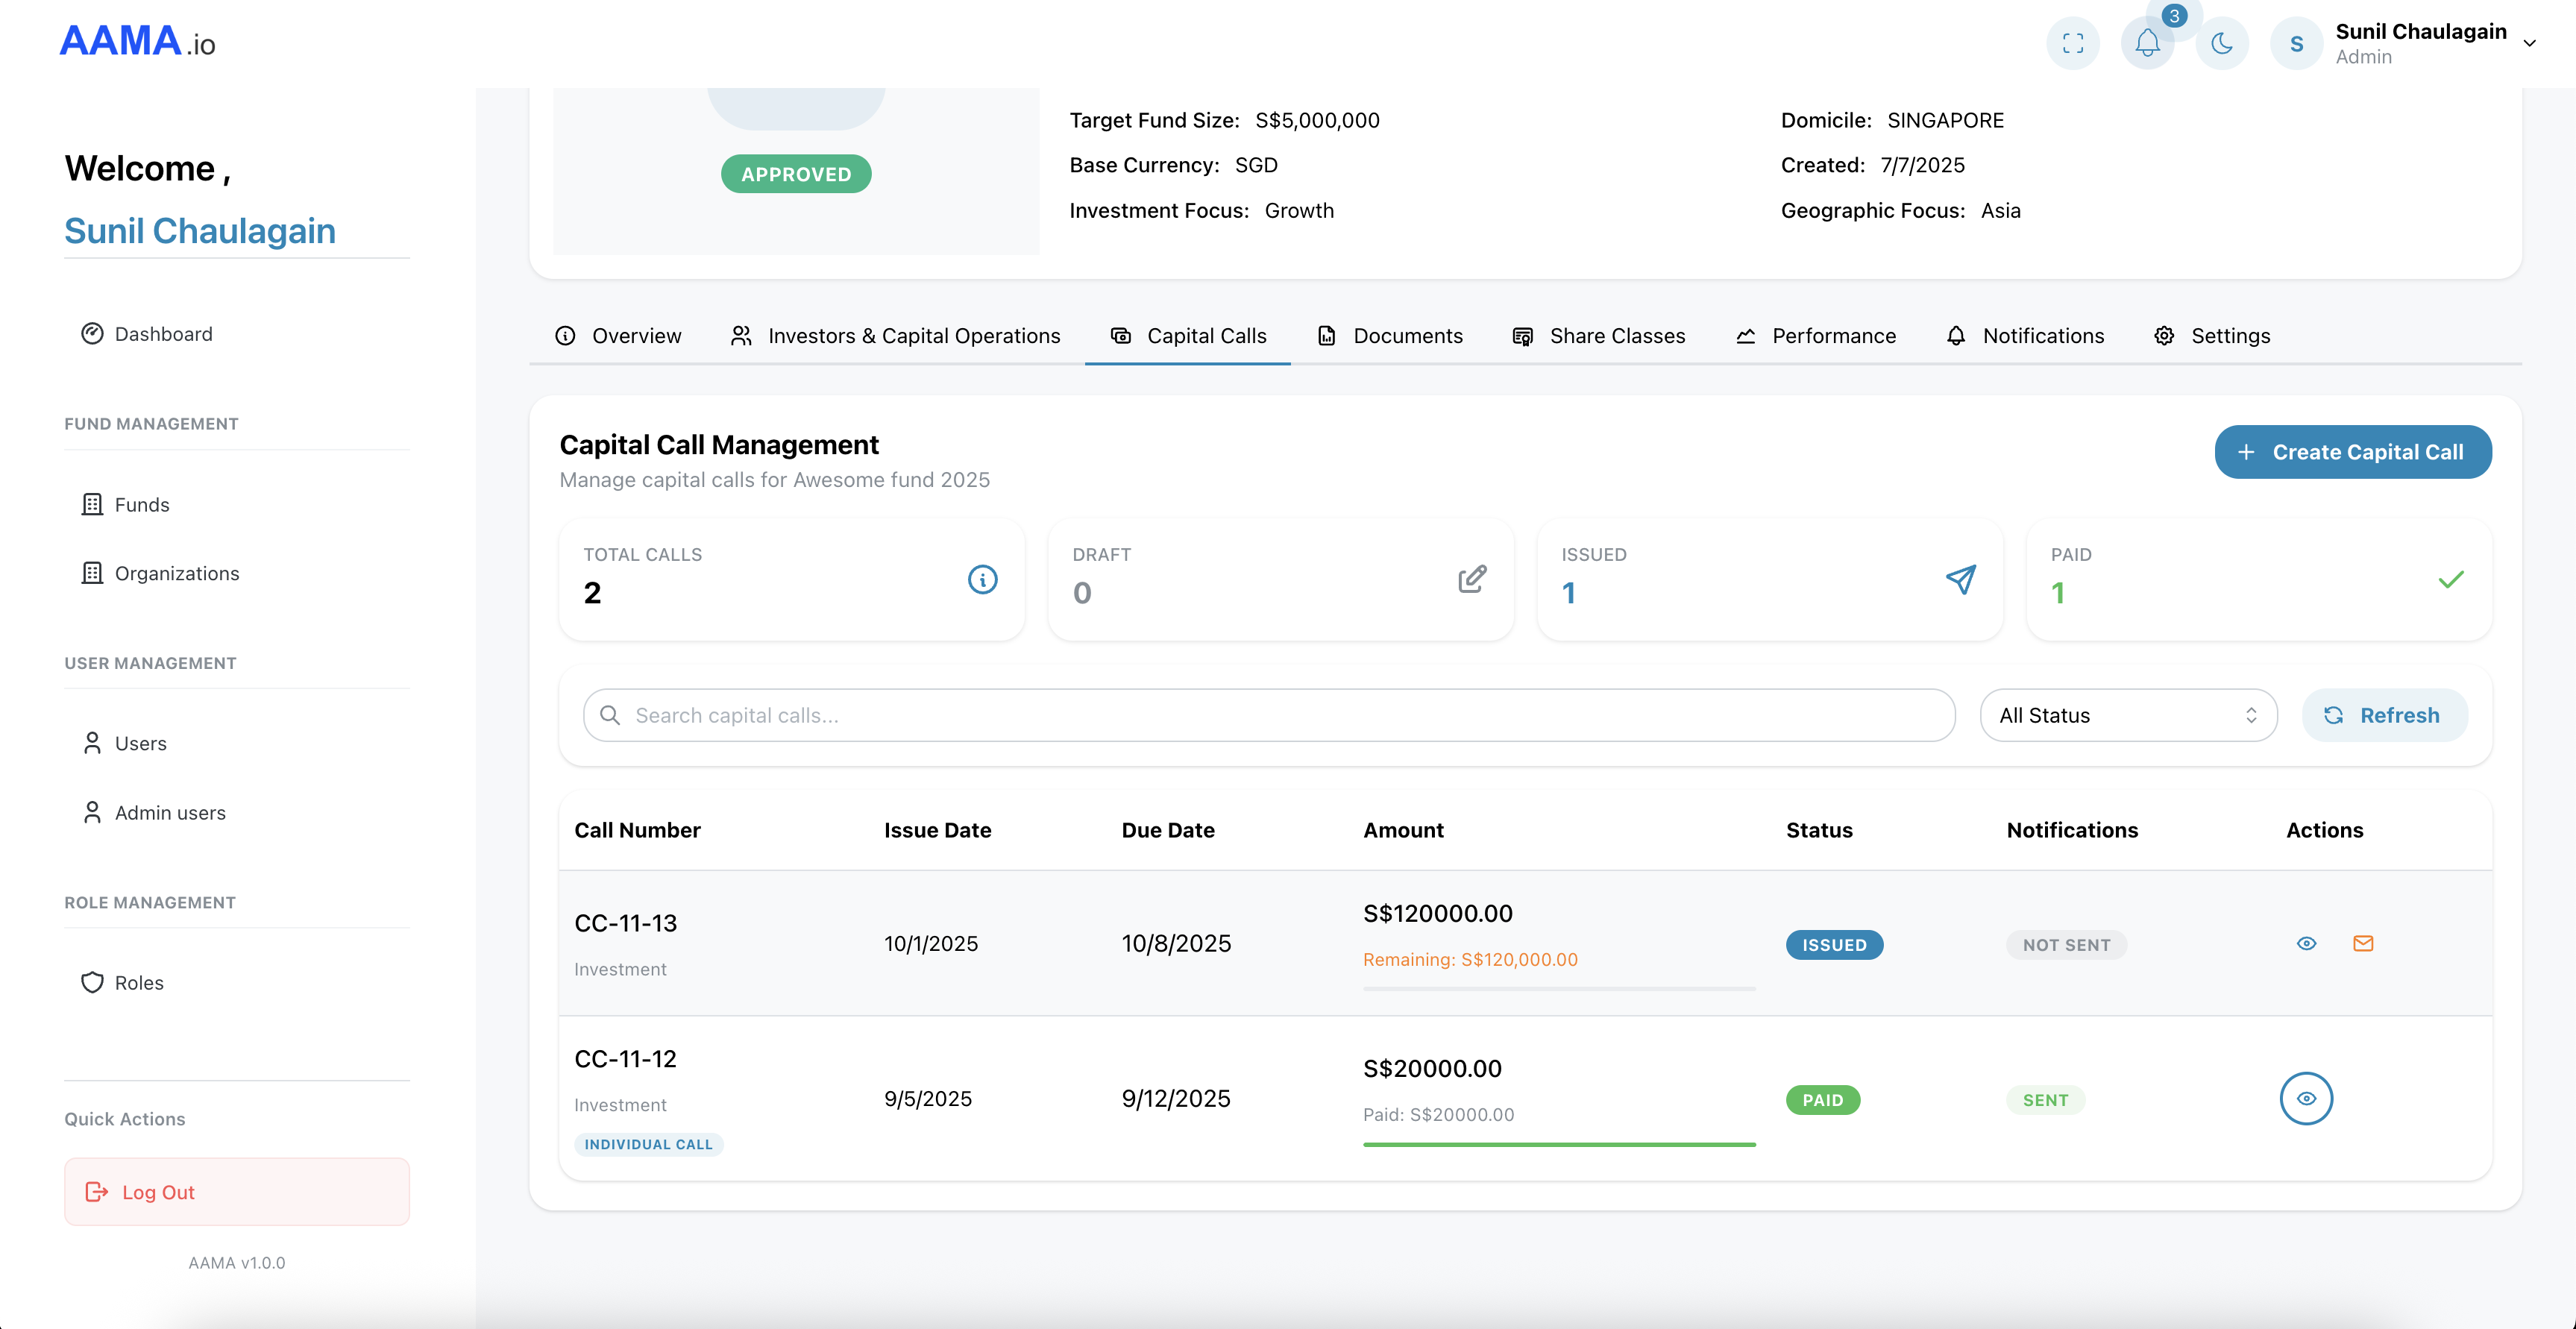 AAMA.io
3
S
Sunil Chaulagain
Admin
Welcome ,
Sunil Chaulagain
Dashboard
FUND MANAGEMENT
Funds
Organizations
USER MANAGEMENT
Users
Admin users
ROLE MANAGEMENT
Roles
Quick Actions
Log Out
AAMA v1.0.0
APPROVED
Target Fund Size: S$5,000,000
Domicile: SINGAPORE
Base Currency: SGD
Created: 7/7/2025
Investment Focus: Growth
Geographic Focus: Asia
Overview Investors & Capital Operations Capital Calls Documents Share Classes Performance Notifications Settings
Capital Call Management
Manage capital calls for Awesome fund 2025
+ Create Capital Call
TOTAL CALLS
2
DRAFT
0
ISSUED
1
PAID
1
Search capital calls...
All Status
Refresh
Call Number Issue Date Due Date Amount Status Notifications Actions
CC-11-13
Investment
10/1/2025
10/8/2025
S$120000.00
Remaining: S$120,000.00
ISSUED
NOT SENT
CC-11-12
Investment
INDIVIDUAL CALL
9/5/2025
9/12/2025
S$20000.00
Paid: S$20000.00
PAID
SENT